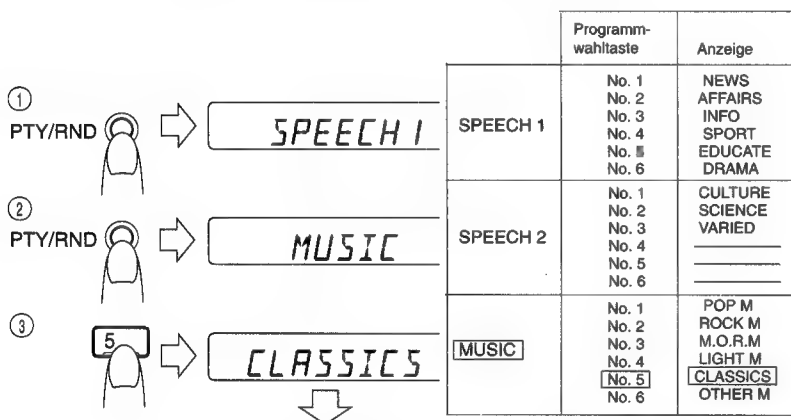 Programm-
wahltaste Anzeige
①
PTY/RND
SPEECH 1
SPEECH 1
No. 1 NEWS
No. 2 AFFAIRS
No. 3 INFO
No. 4 SPORT
No. EDUCATE
No. 6 DRAMA
②
PTY/RND
MUSIC
SPEECH 2
No. 1 CULTURE
No. 2 SCIENCE
No. 3 VARIED
No. 4
No. 5
No. 6
③
5
CLASSICS
MUSIC
No. 1 POP M
No. 2 ROCK M
No. 3 M.O.R.M
No. 4 LIGHT M
No. 5 CLASSICS
No. 6 OTHER M